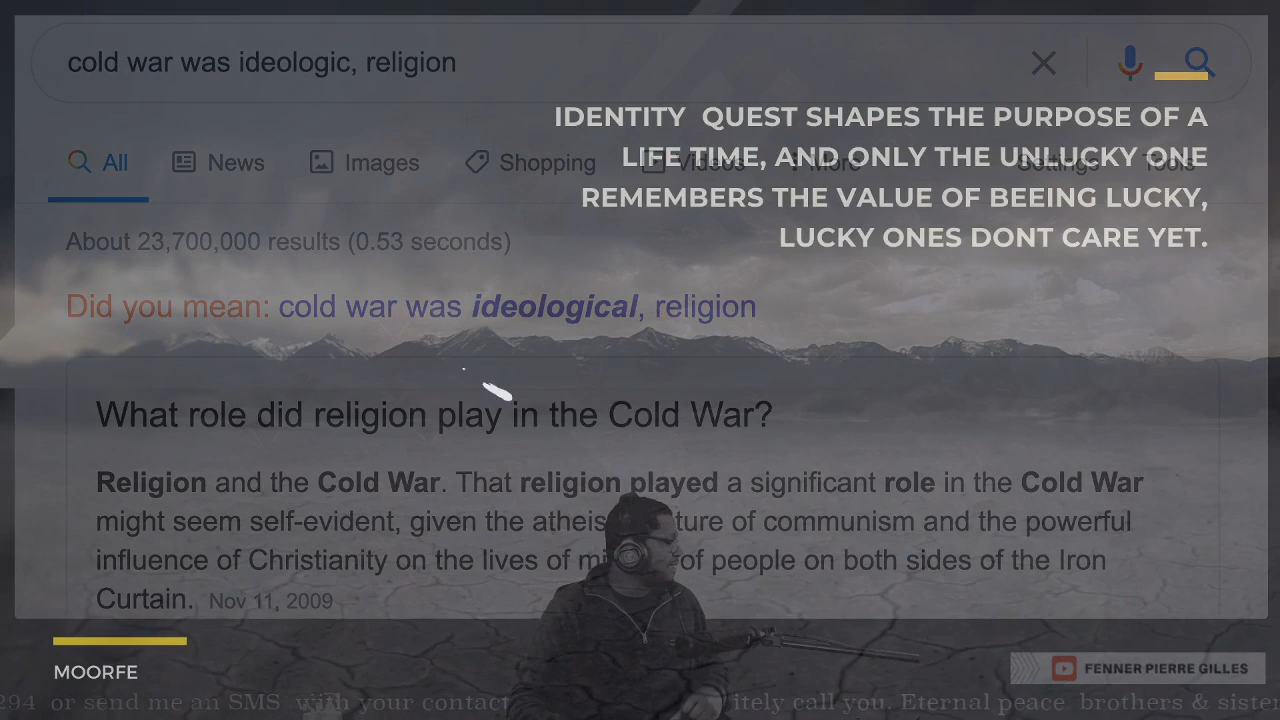 cold war was ideologic, religion
IDENTITY QUEST SHAPES THE PURPOSE OF A
LIFE TIME, AND ONLY THE UNLUCKY ONE
REMEMBERS THE VALUE OF BEEING LUCKY,
LUCKY ONES DONT CARE YET.
All News Images Shopping Videos More Settings Tools
About 23,700,000 results (0.53 seconds)
Did you mean: cold war was ideological, religion
What role did religion play in the Cold War?
Religion and the Cold War. That religion played a significant role in the Cold War
might seem self-evident, given the atheis ture of communism and the powerful
influence of Christianity on the lives of mi of people on both sides of the Iron
Curtain. Nov 11, 2009
MOORFE
FENNER PIERRE GILLES
294 or send me an SMS with your contact itely call you. Eternal peace brothers & sister